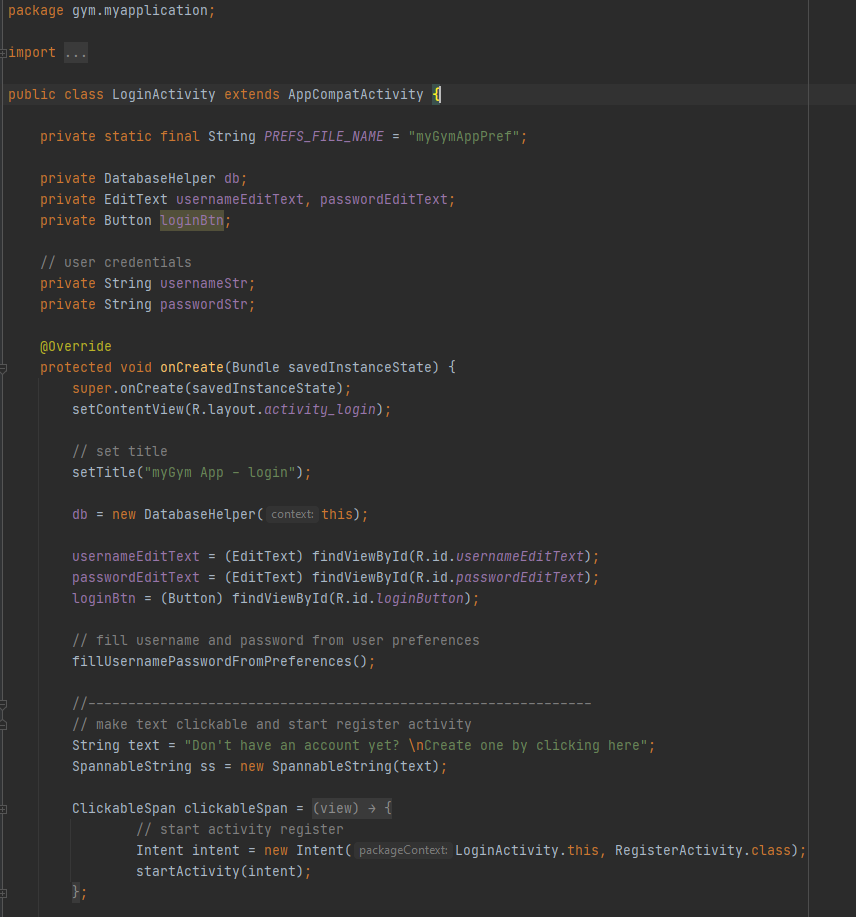 package gym.myapplication;
import ...
public class LoginActivity extends AppCompatActivity {
private static final String PREFS_FILE_NAME = "myGymAppPref";
private DatabaseHelper db;
private EditText usernameEditText, passwordEditText;
private Button loginBtn;
// user credentials
private String usernameStr;
private String passwordStr;
@Override
protected void onCreate(Bundle savedInstanceState) {
super.onCreate(savedInstanceState);
setContentView(R.layout.activity_login);
// set title
setTitle("myGym App - login");
db = new DatabaseHelper( context: this);
usernameEditText = (EditText) findViewById(R.id.usernameEditText);
passwordEditText = (EditText) findViewById(R.id.passwordEditText);
loginBtn = (Button) findViewById(R.id.loginButton);
// fill username and password from user preferences
fillUsernamePasswordFromPreferences();
//---------------------------------------------------------------
// make text clickable and start register activity
String text = "Don't have an account yet? \nCreate one by clicking here";
SpannableString ss = new SpannableString(text);
ClickableSpan clickableSpan = (view) → {
// start activity register
Intent intent = new Intent( packageContext: LoginActivity.this, RegisterActivity.class);
startActivity(intent);
};